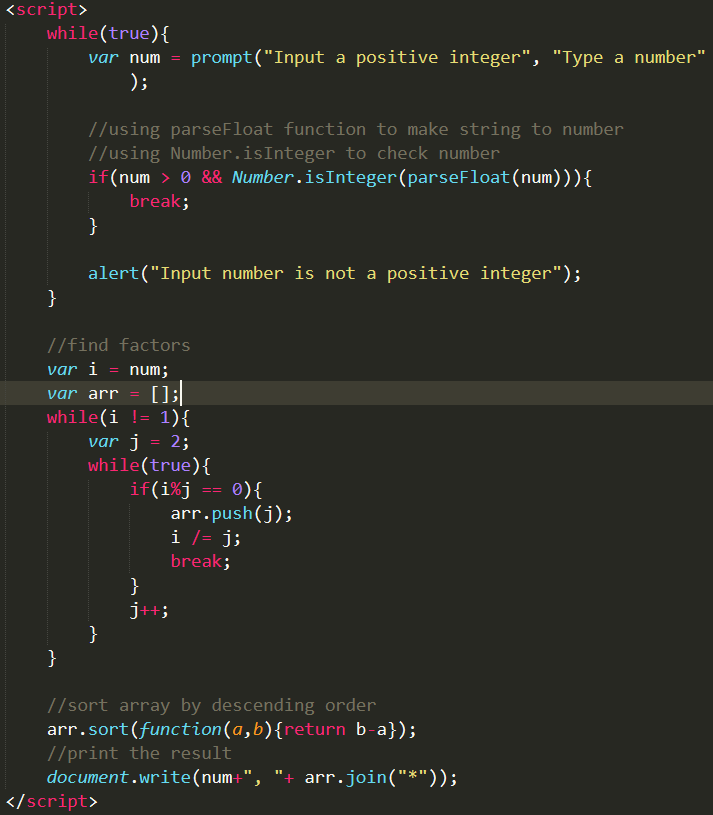 <script>
while(true){
var num = prompt("Input a positive integer", "Type a number"
);
//using parseFloat function to make string to number
//using Number.isInteger to check number
if(num > 0 && Number.isInteger(parseFloat(num))){
break;
}
alert("Input number is not a positive integer");
}
//find factors
var i = num;
var arr = [];
while(i != 1){
var j = 2;
while(true){
if(i%j == 0){
arr.push(j);
i /= j;
break;
}
j++;
}
}
//sort array by descending order
arr.sort(function(a,b){return b-a});
//print the result
document.write(num+", "+ arr.join("*"));
</script>